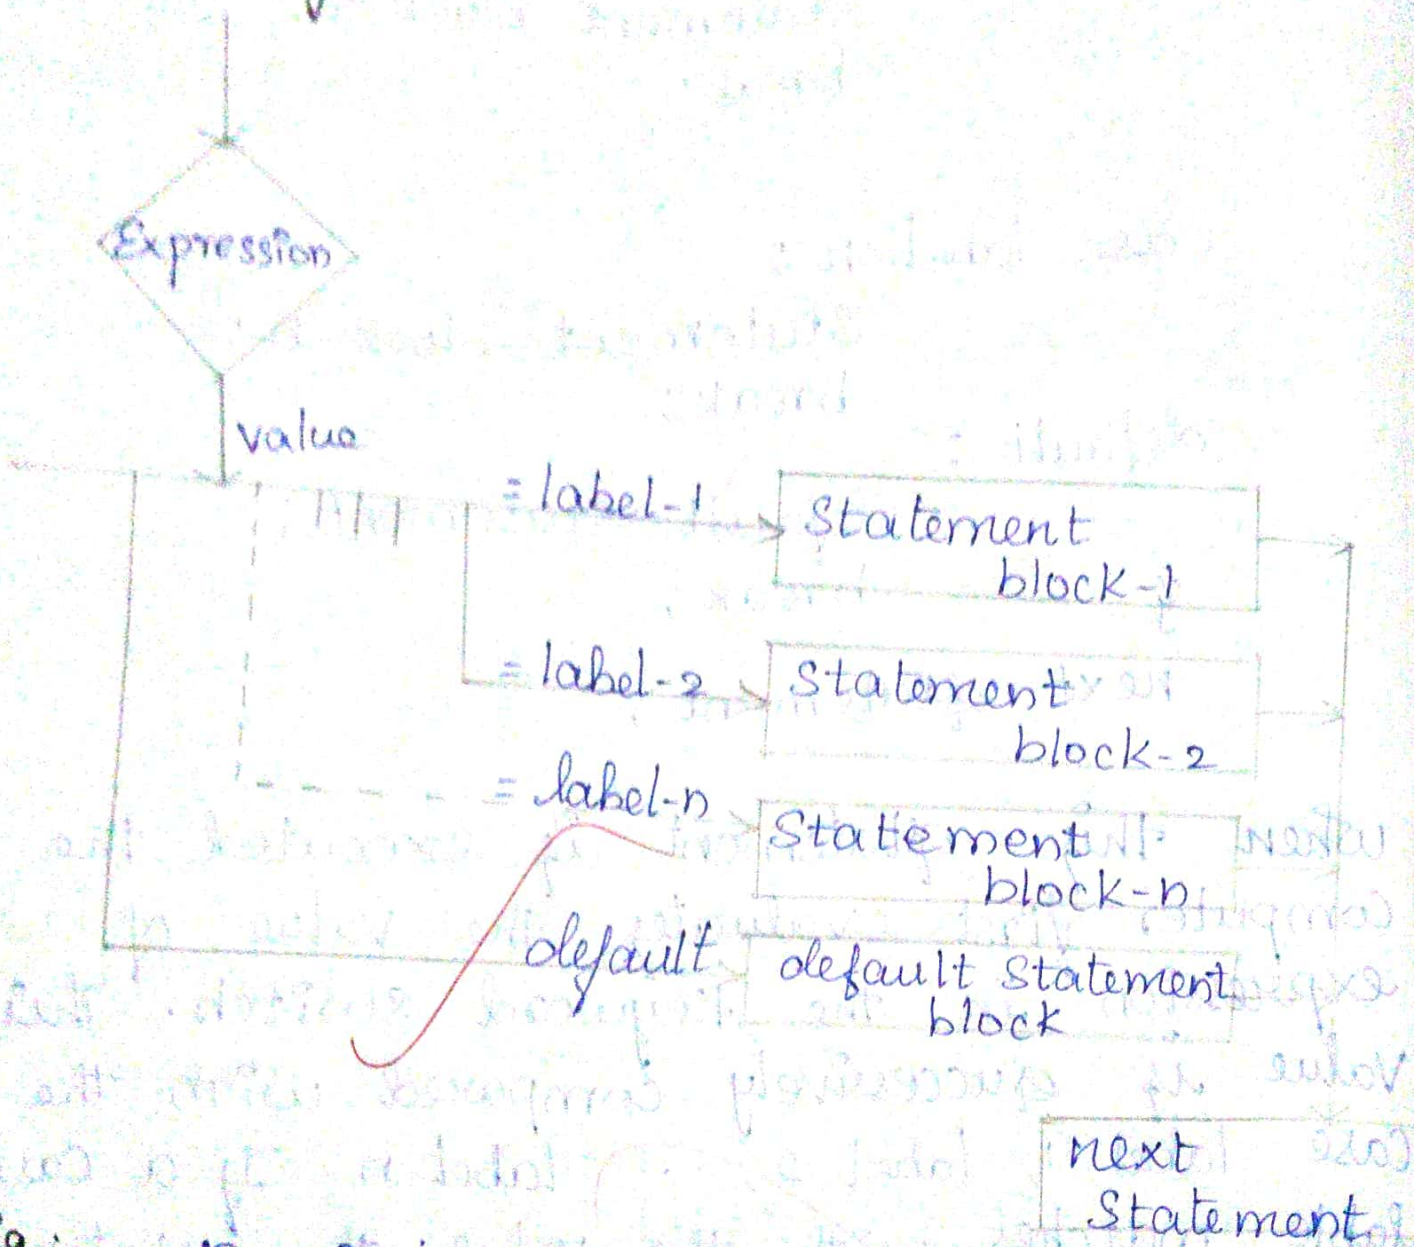 Expression
value
= label-1
Statement
block-1
= label-2
Statement
block-2
= label-n
Statement
block-n
default
default Statement
block
next
Statement